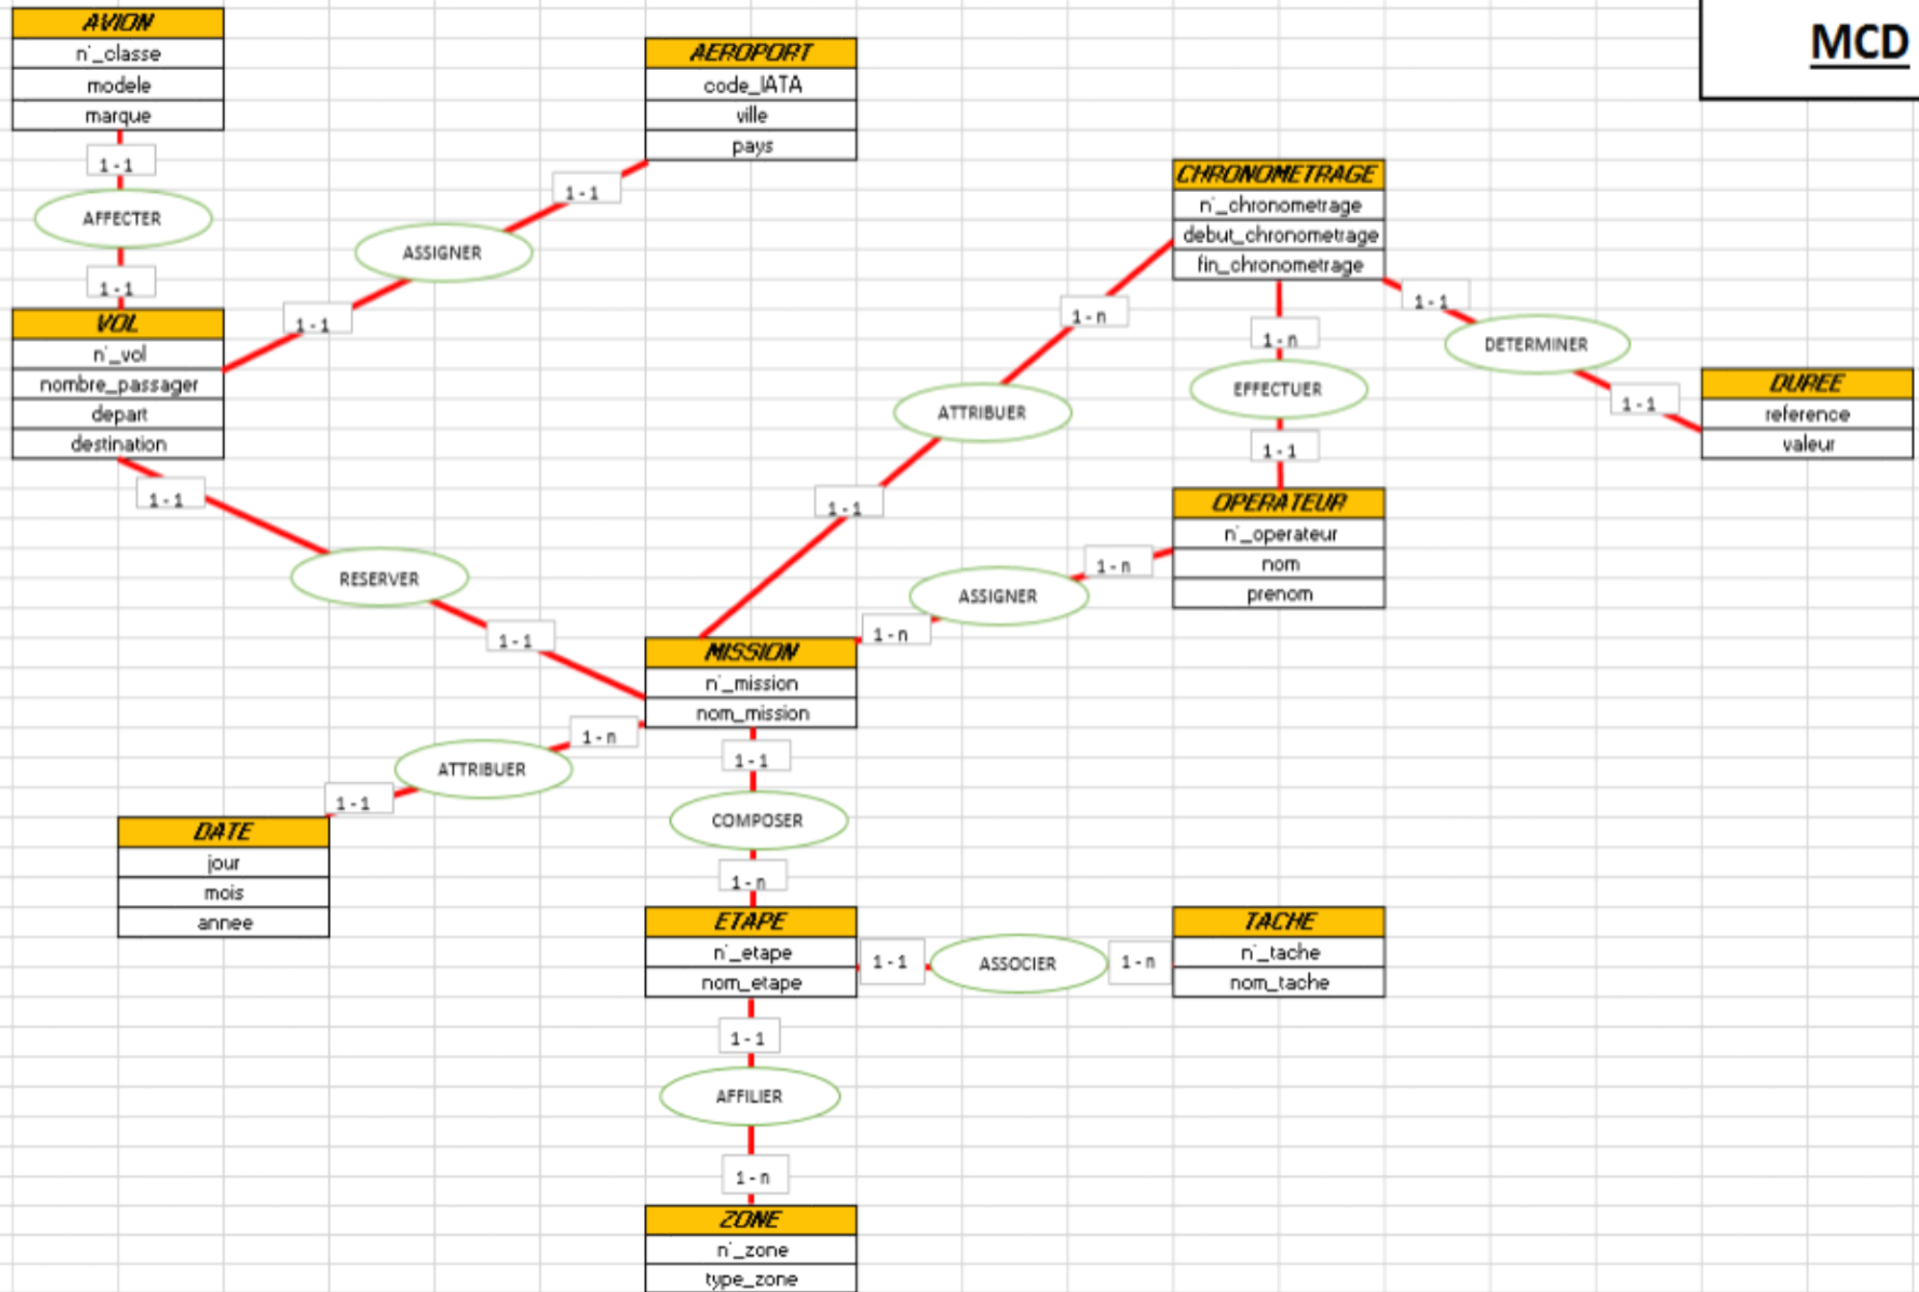 MCD
AVION
n°_classe
modele
marque
1-1
AFFECTER
1-1
VOL
n°_vol
nombre_passager
depart
destination
AEROPORT
code_IATA
ville
pays
1-1
ASSIGNER
1-1
CHRONOMETRAGE
n°_chronometrage
debut_chronometrage
fin_chronometrage
1-1
DETERMINER
1-1
DUREE
reference
valeur
1-n
ATTRIBUER
1-1
1-n
EFFECTUER
1-1
OPERATEUR
n°_operateur
nom
prenom
1-n
ASSIGNER
1-n
1-1
RESERVER
1-1
MISSION
n°_mission
nom_mission
1-n
ATTRIBUER
1-1
DATE
jour
mois
annee
1-1
COMPOSER
1-n
ETAPE
n°_etape
nom_etape
1-1
ASSOCIER
1-n
TACHE
n°_tache
nom_tache
1-1
AFFILIER
1-n
ZONE
n°_zone
type_zone